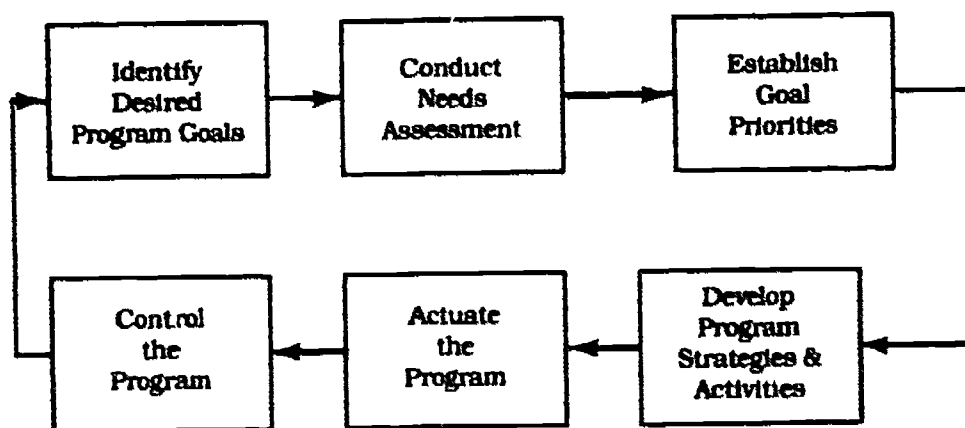 Identify
Desired
Program Goals
Conduct
Needs
Assessment
Establish
Goal
Priorities
Develop
Program
Strategies &
Activities
Actuate
the
Program
Control
the
Program